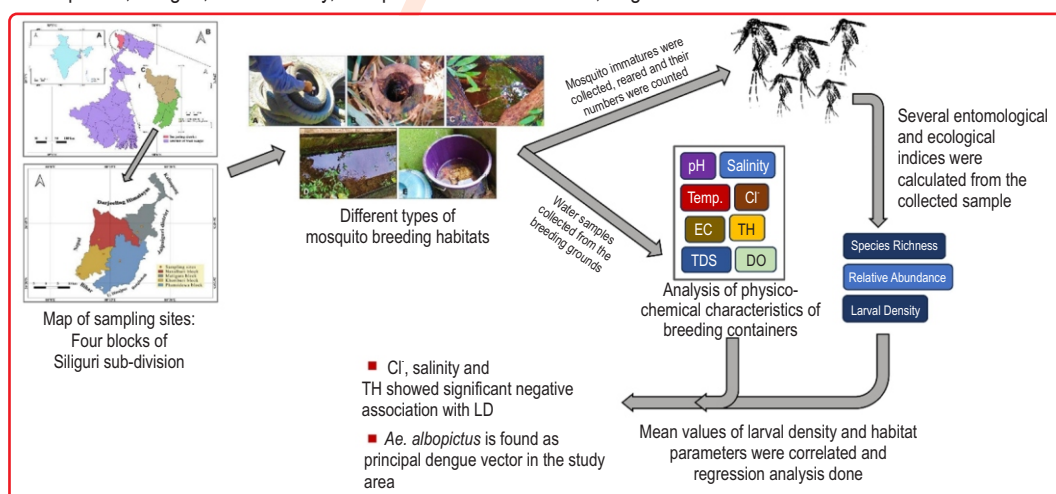 A
B
C
A
B
C
D
E
Mosquito immatures were
collected, reared and their
numbers were counted
Several entomological
and ecological
indices were
calculated from the
collected sample
pH
Salinity
Temp.
Cl-
EC
TH
TDS
DO
Water samples
collected from the
breeding grounds
Different types of
mosquito breeding habitats
Darjeeling Himalayas
Nepal
Bihar
Species Richness
Relative Abundance
Larval Density
Analysis of physico-
chemical characteristics of
breeding containers
Map of sampling sites:
Four blocks of
Siliguri sub-division
Cl-, salinity and
TH showed significant negative
association with LD
Ae. albopictus is found as
principal dengue vector in the study
area
Mean values of larval density and habitat
parameters were correlated and
regression analysis done